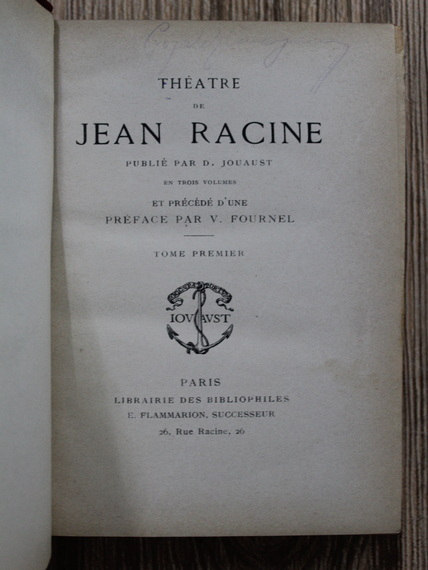 THÉATRE
DE
JEAN RACINE
PUBLIÉ PAR D. JOUAUST
EN TROIS VOLUMES
ET PRÉCÉDÉ D'UNE
PRÉFACE PAR V. FOURNEL
TOME PREMIER
IOVAVST
PARIS
LIBRAIRIE DES BIBLIOPHILES
E. FLAMMARION, SUCCESSEUR
26, Rue Racine, 26